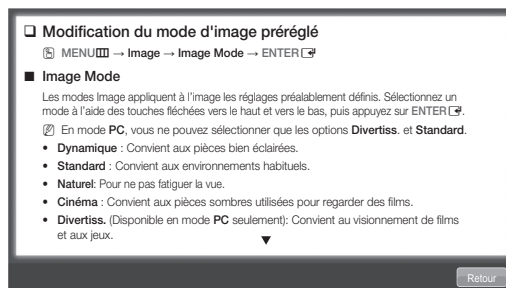 ❑ Modification du mode d'image préréglé
MENU → Image → Image Mode → ENTER
■ Image Mode
Les modes Image appliquent à l'image les réglages préalablement définis. Sélectionnez un
mode à l'aide des touches fléchées vers le haut et vers le bas, puis appuyez sur ENTER.
En mode PC, vous ne pouvez sélectionner que les options Divertiss. et Standard.
• Dynamique : Convient aux pièces bien éclairées.
• Standard : Convient aux environnements habituels.
• Naturel: Pour ne pas fatiguer la vue.
• Cinéma : Convient aux pièces sombres utilisées pour regarder des films.
• Divertiss. (Disponible en mode PC seulement): Convient au visionnement de films
et aux jeux.
▼
Retour